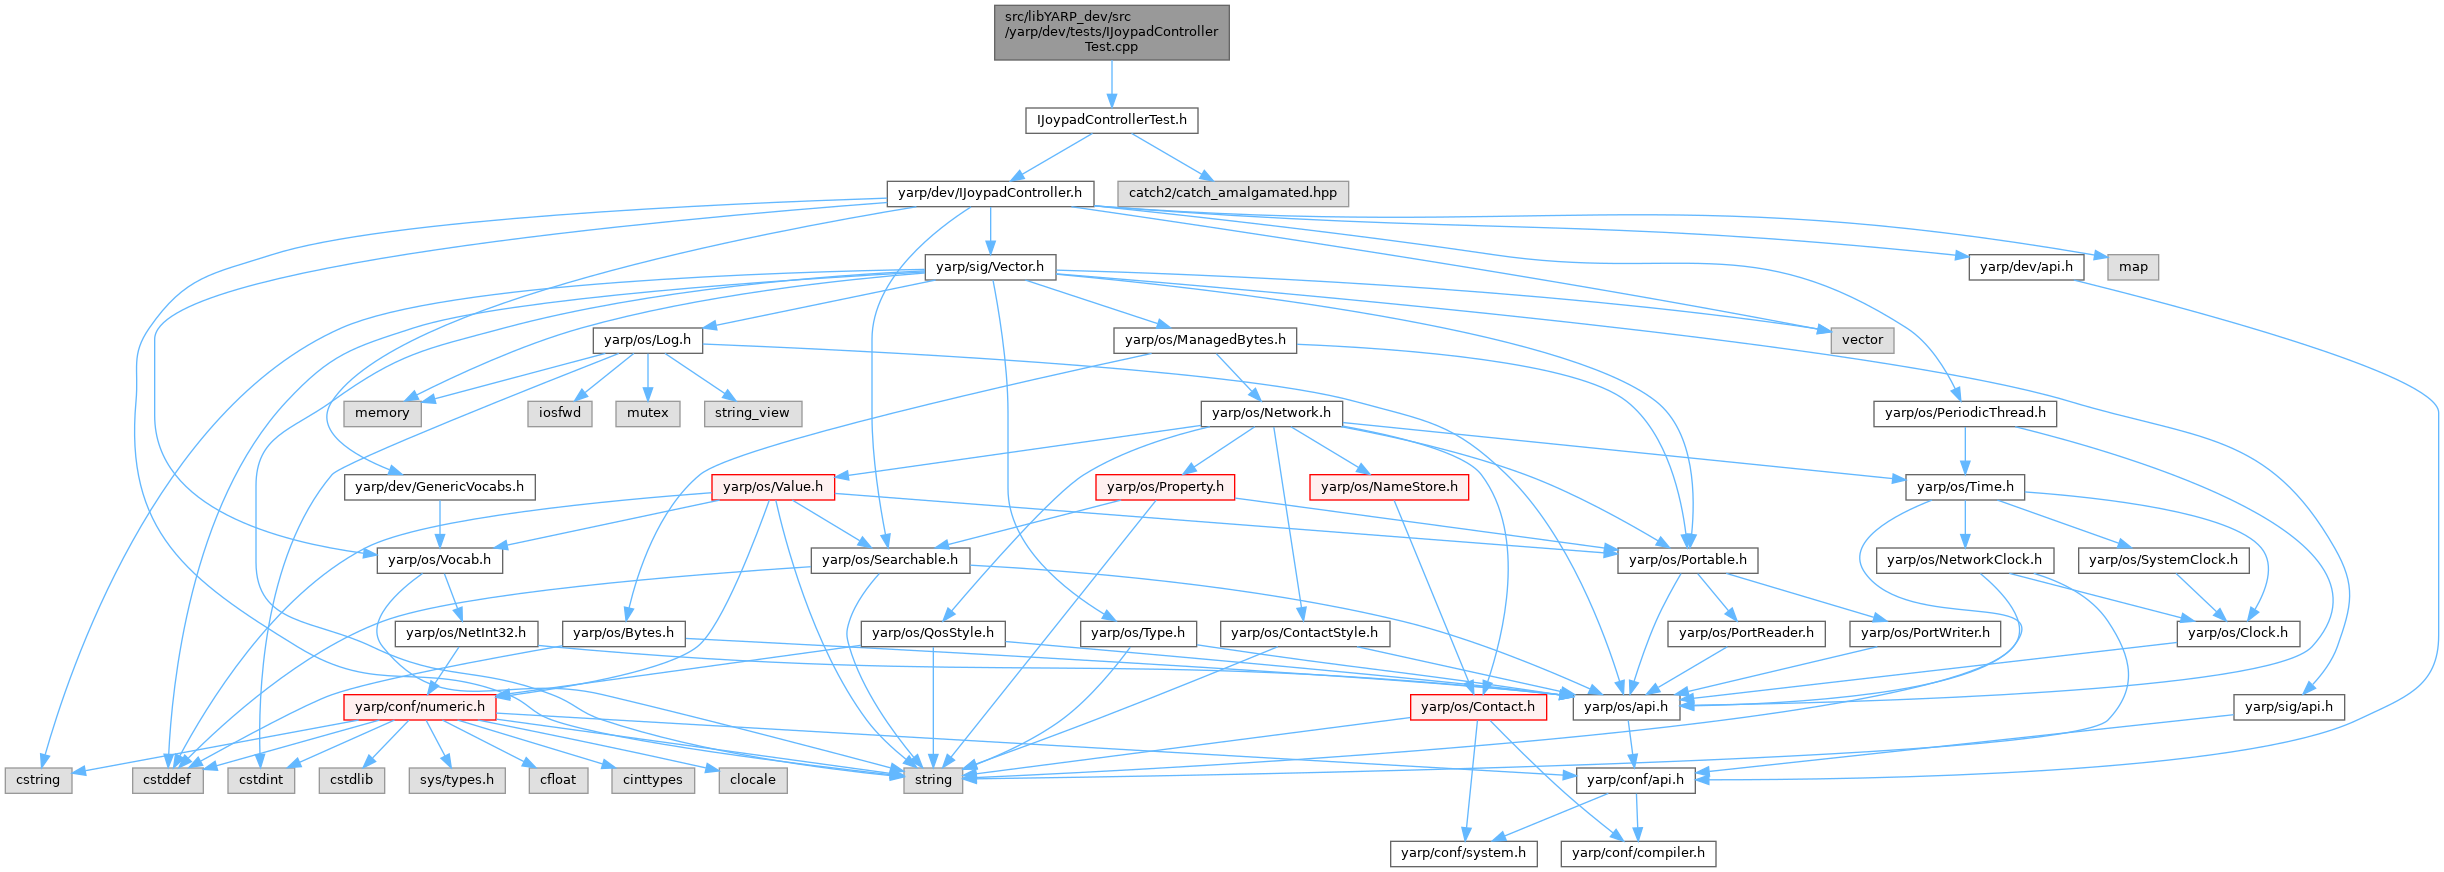 src/libYARP_dev/src
/yarp/dev/tests/IJoypadController
Test.cpp
IJoypadControllerTest.h
yarp/dev/IJoypadController.h
catch2/catch_amalgamated.hpp
yarp/sig/Vector.h
yarp/dev/api.h
map
yarp/os/Log.h
yarp/os/ManagedBytes.h
vector
memory
iosfwd
mutex
string_view
yarp/os/Network.h
yarp/os/PeriodicThread.h
yarp/dev/GenericVocabs.h
yarp/os/Value.h
yarp/os/Property.h
yarp/os/NameStore.h
yarp/os/Time.h
yarp/os/Vocab.h
yarp/os/Searchable.h
yarp/os/Portable.h
yarp/os/NetworkClock.h
yarp/os/SystemClock.h
yarp/os/NetInt32.h
yarp/os/Bytes.h
yarp/os/QosStyle.h
yarp/os/Type.h
yarp/os/ContactStyle.h
yarp/os/PortReader.h
yarp/os/PortWriter.h
yarp/os/Clock.h
yarp/conf/numeric.h
yarp/os/Contact.h
yarp/os/api.h
yarp/sig/api.h
cstring
cstddef
cstdint
cstdlib
sys/types.h
cfloat
cinttypes
clocale
string
yarp/conf/api.h
yarp/conf/system.h
yarp/conf/compiler.h